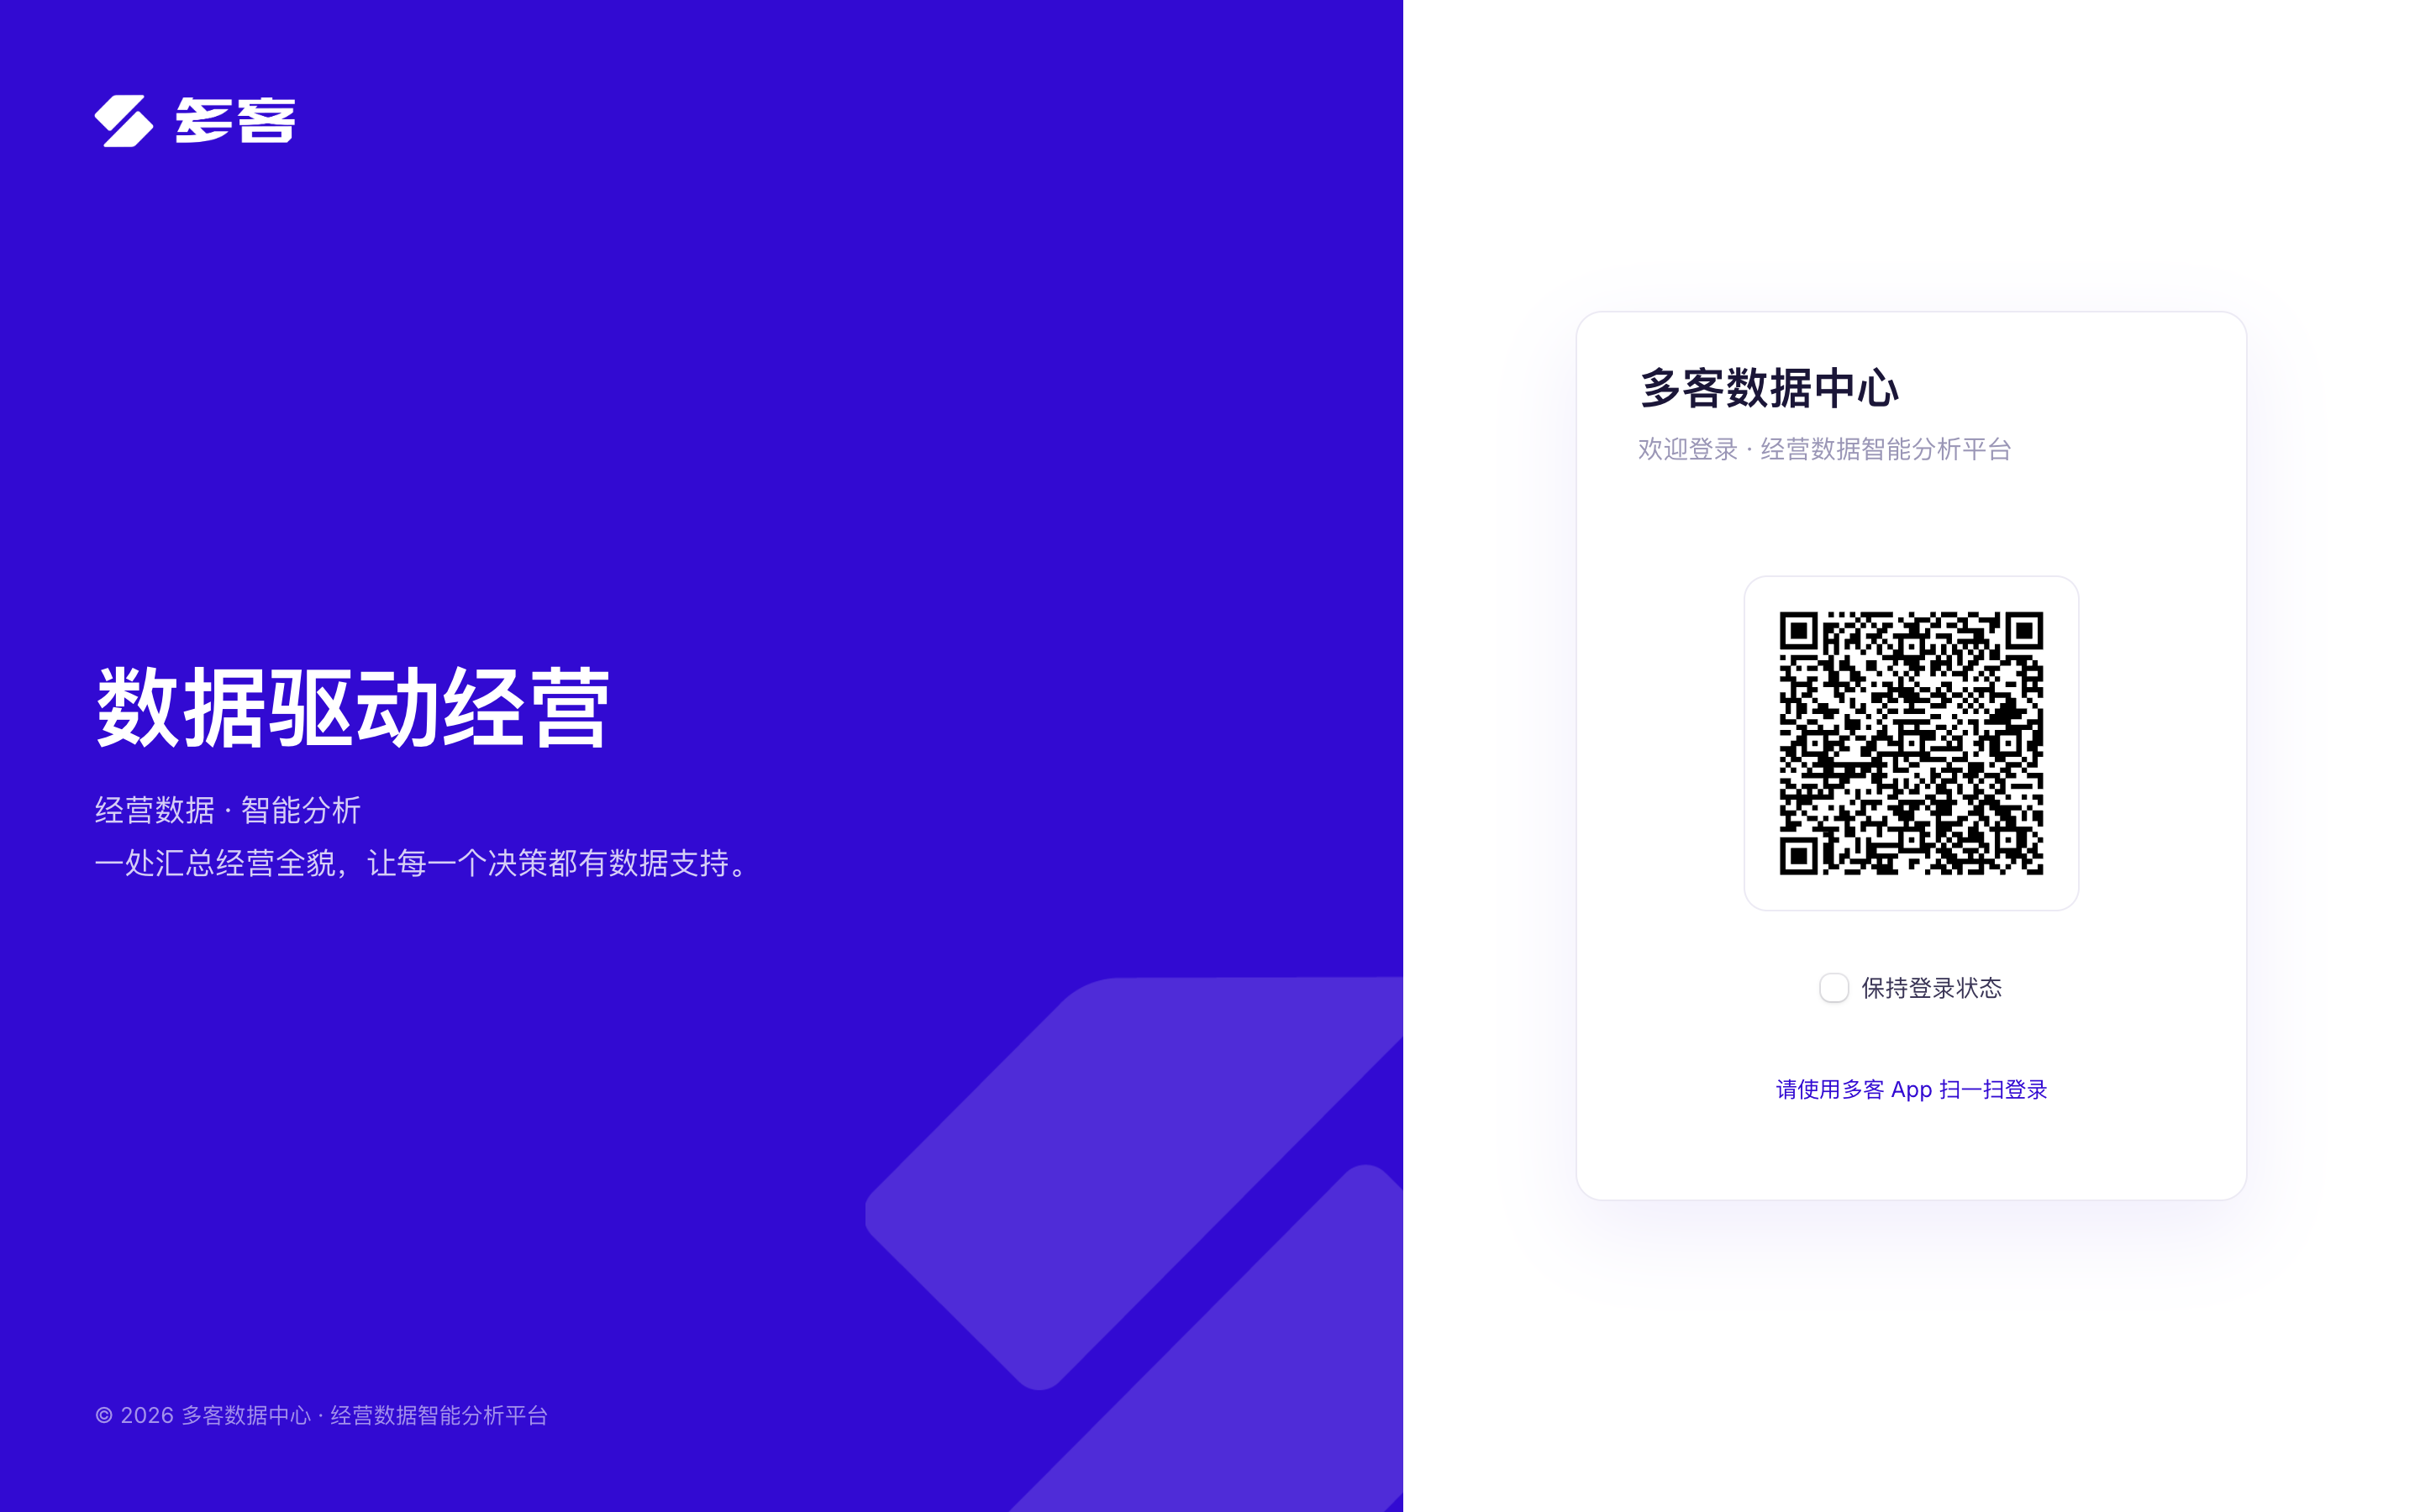 多客
数据驱动经营
经营数据 · 智能分析
一处汇总经营全貌，让每一个决策都有数据支持。
© 2026 多客数据中心 · 经营数据智能分析平台
多客数据中心
欢迎登录 · 经营数据智能分析平台
保持登录状态
请使用多客 App 扫一扫登录